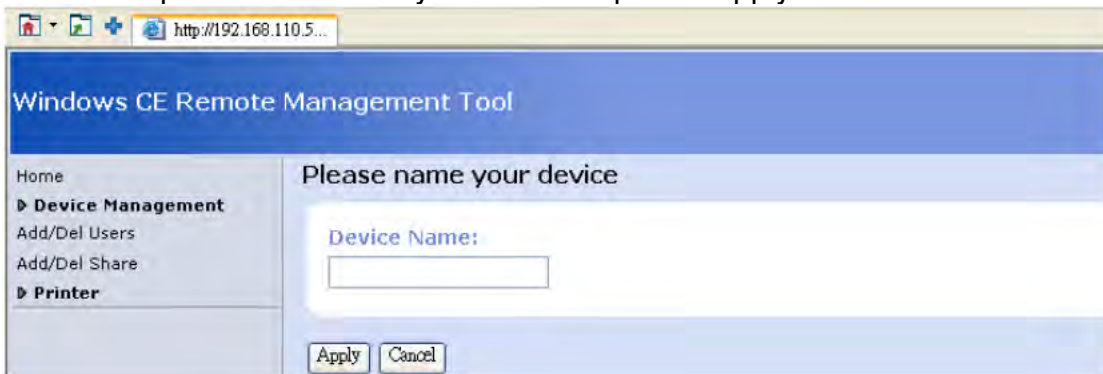 http://192.168.110.5...
Windows CE Remote Management Tool
Home
Device Management
Add/Del Users
Add/Del Share
Printer
Please name your device
Device Name:
Apply
Cancel